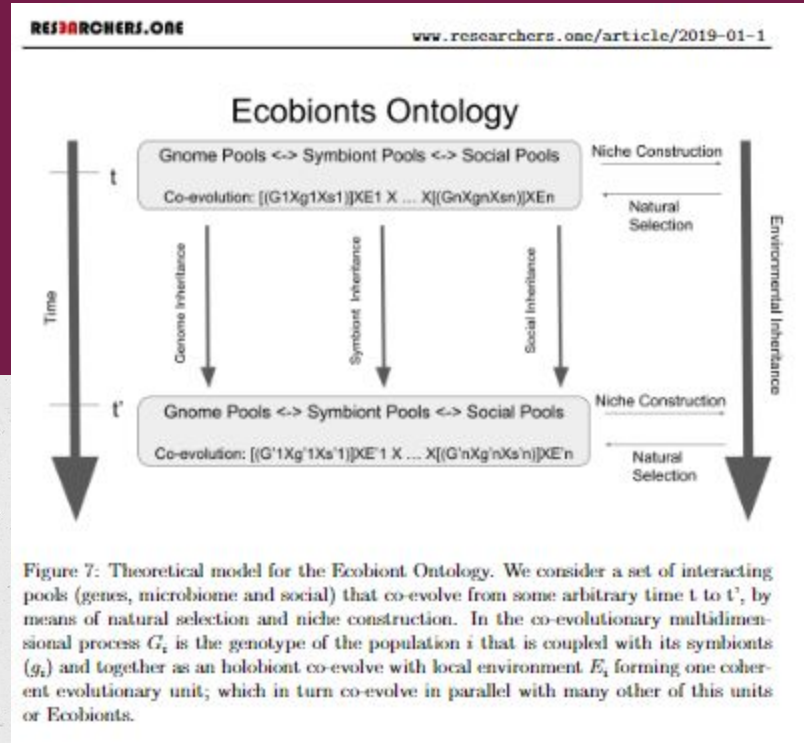 RESEARCHERS.ONE
www.researchers.one/article/2019-01-1
Ecobionts Ontology
Gnome Pools <-> Symbiont Pools <-> Social Pools
Co-evolution: [(G1Xg1Xs1)]XE1 X ... X[(GnXgnXsn)]XEn
t
Niche Construction
Natural
Selection
Time
Genome Inheritance
Symbiont Inheritance
Social Inheritance
Environmental Inheritance
t'
Gnome Pools <-> Symbiont Pools <-> Social Pools
Co-evolution: [(G'1Xg'1Xs'1)]XE'1 X ... X[(G'nXg'nXs'n)]XE'n
Niche Construction
Natural
Selection
Figure 7: Theoretical model for the Ecobiont Ontology. We consider a set of interacting
pools (genes, microbiome and social) that co-evolve from some arbitrary time t to t', by
means of natural selection and niche construction. In the co-evolutionary multidimen-
sional process Gi is the genotype of the population i that is coupled with its symbionts
(gi) and together as an holobiont co-evolve with local environment Ei forming one coher-
ent evolutionary unit; which in turn co-evolve in parallel with many other of this units
or Ecobionts.